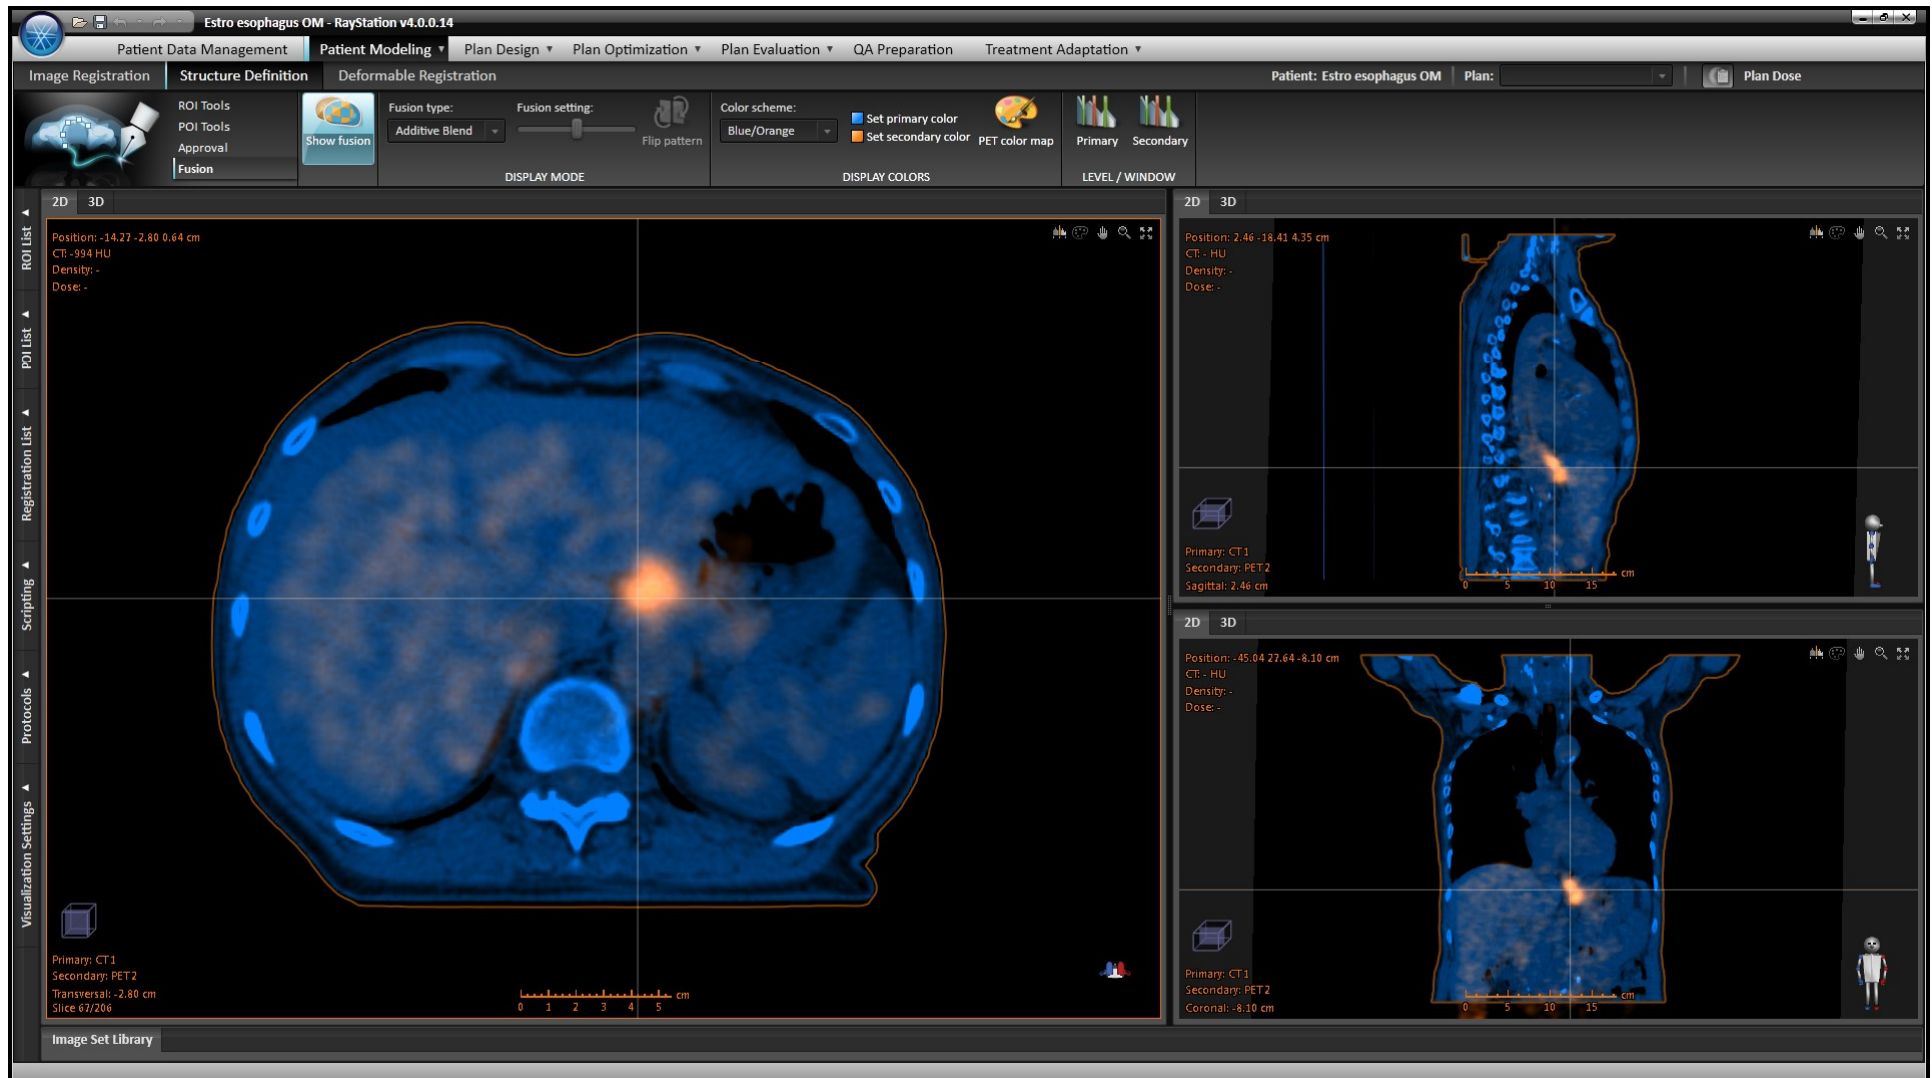 Estro esophagus OM - RayStation v4.0.0.14
Patient Data Management Patient Modeling Plan Design Plan Optimization Plan Evaluation QA Preparation Treatment Adaptation
Image Registration Structure Definition Deformable Registration Patient: Estro esophagus OM Plan: Plan Dose
ROI Tools
POI Tools
Approval
Fusion
Show fusion
Fusion type:
Additive Blend
Fusion setting:
Flip pattern
DISPLAY MODE
Color scheme:
Blue/Orange
Set primary color
Set secondary color
PET color map
DISPLAY COLORS
Primary Secondary
LEVEL / WINDOW
ROI List
POI List
Registration List
Scripting
Protocols
Visualization Settings
2D 3D
Position: -14.27 -2.80 0.64 cm
CT: -994 HU
Density: -
Dose: -
Primary: CT1
Secondary: PET2
Transversal: -2.80 cm
Slice 67/206
0 1 2 3 4 5 cm
2D 3D
Position: 2.46 -18.41 4.35 cm
CT: - HU
Density: -
Dose: -
Primary: CT1
Secondary: PET2
Sagittal: 2.46 cm
0 5 10 15 cm
2D 3D
Position: -45.04 27.64 -8.10 cm
CT: - HU
Density: -
Dose: -
Primary: CT1
Secondary: PET2
Coronal: -8.10 cm
0 5 10 15 cm
Image Set Library